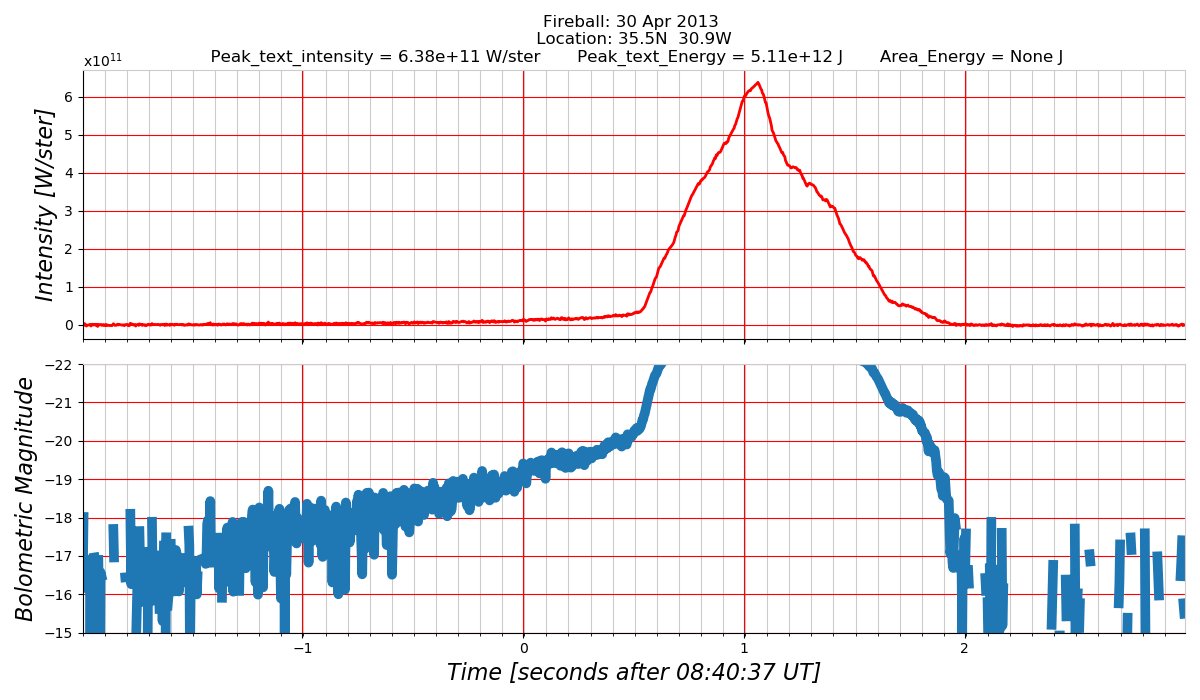 Fireball: 30 Apr 2013
Location: 35.5N  30.9W
Peak_text_intensity = 6.38e+11 W/ster       Peak_text_Energy = 5.11e+12 J       Area_Energy = None J
x10¹¹
6
5
4
3
2
1
0
Intensity [W/ster]
−22
−21
−20
−19
−18
−17
−16
−15
Bolometric Magnitude
−1 0 1 2
Time [seconds after 08:40:37 UT]